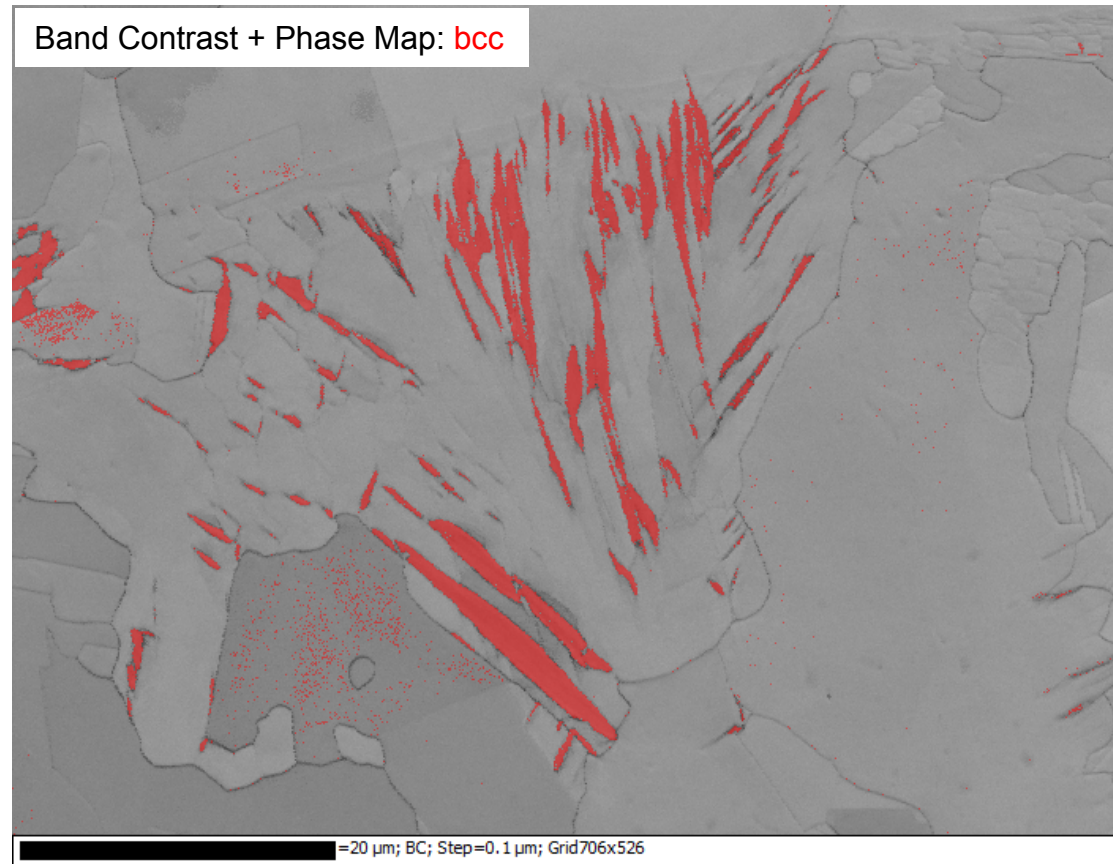 Band Contrast + Phase Map: bcc
=20 µm; BC; Step=0.1 µm; Grid706x526